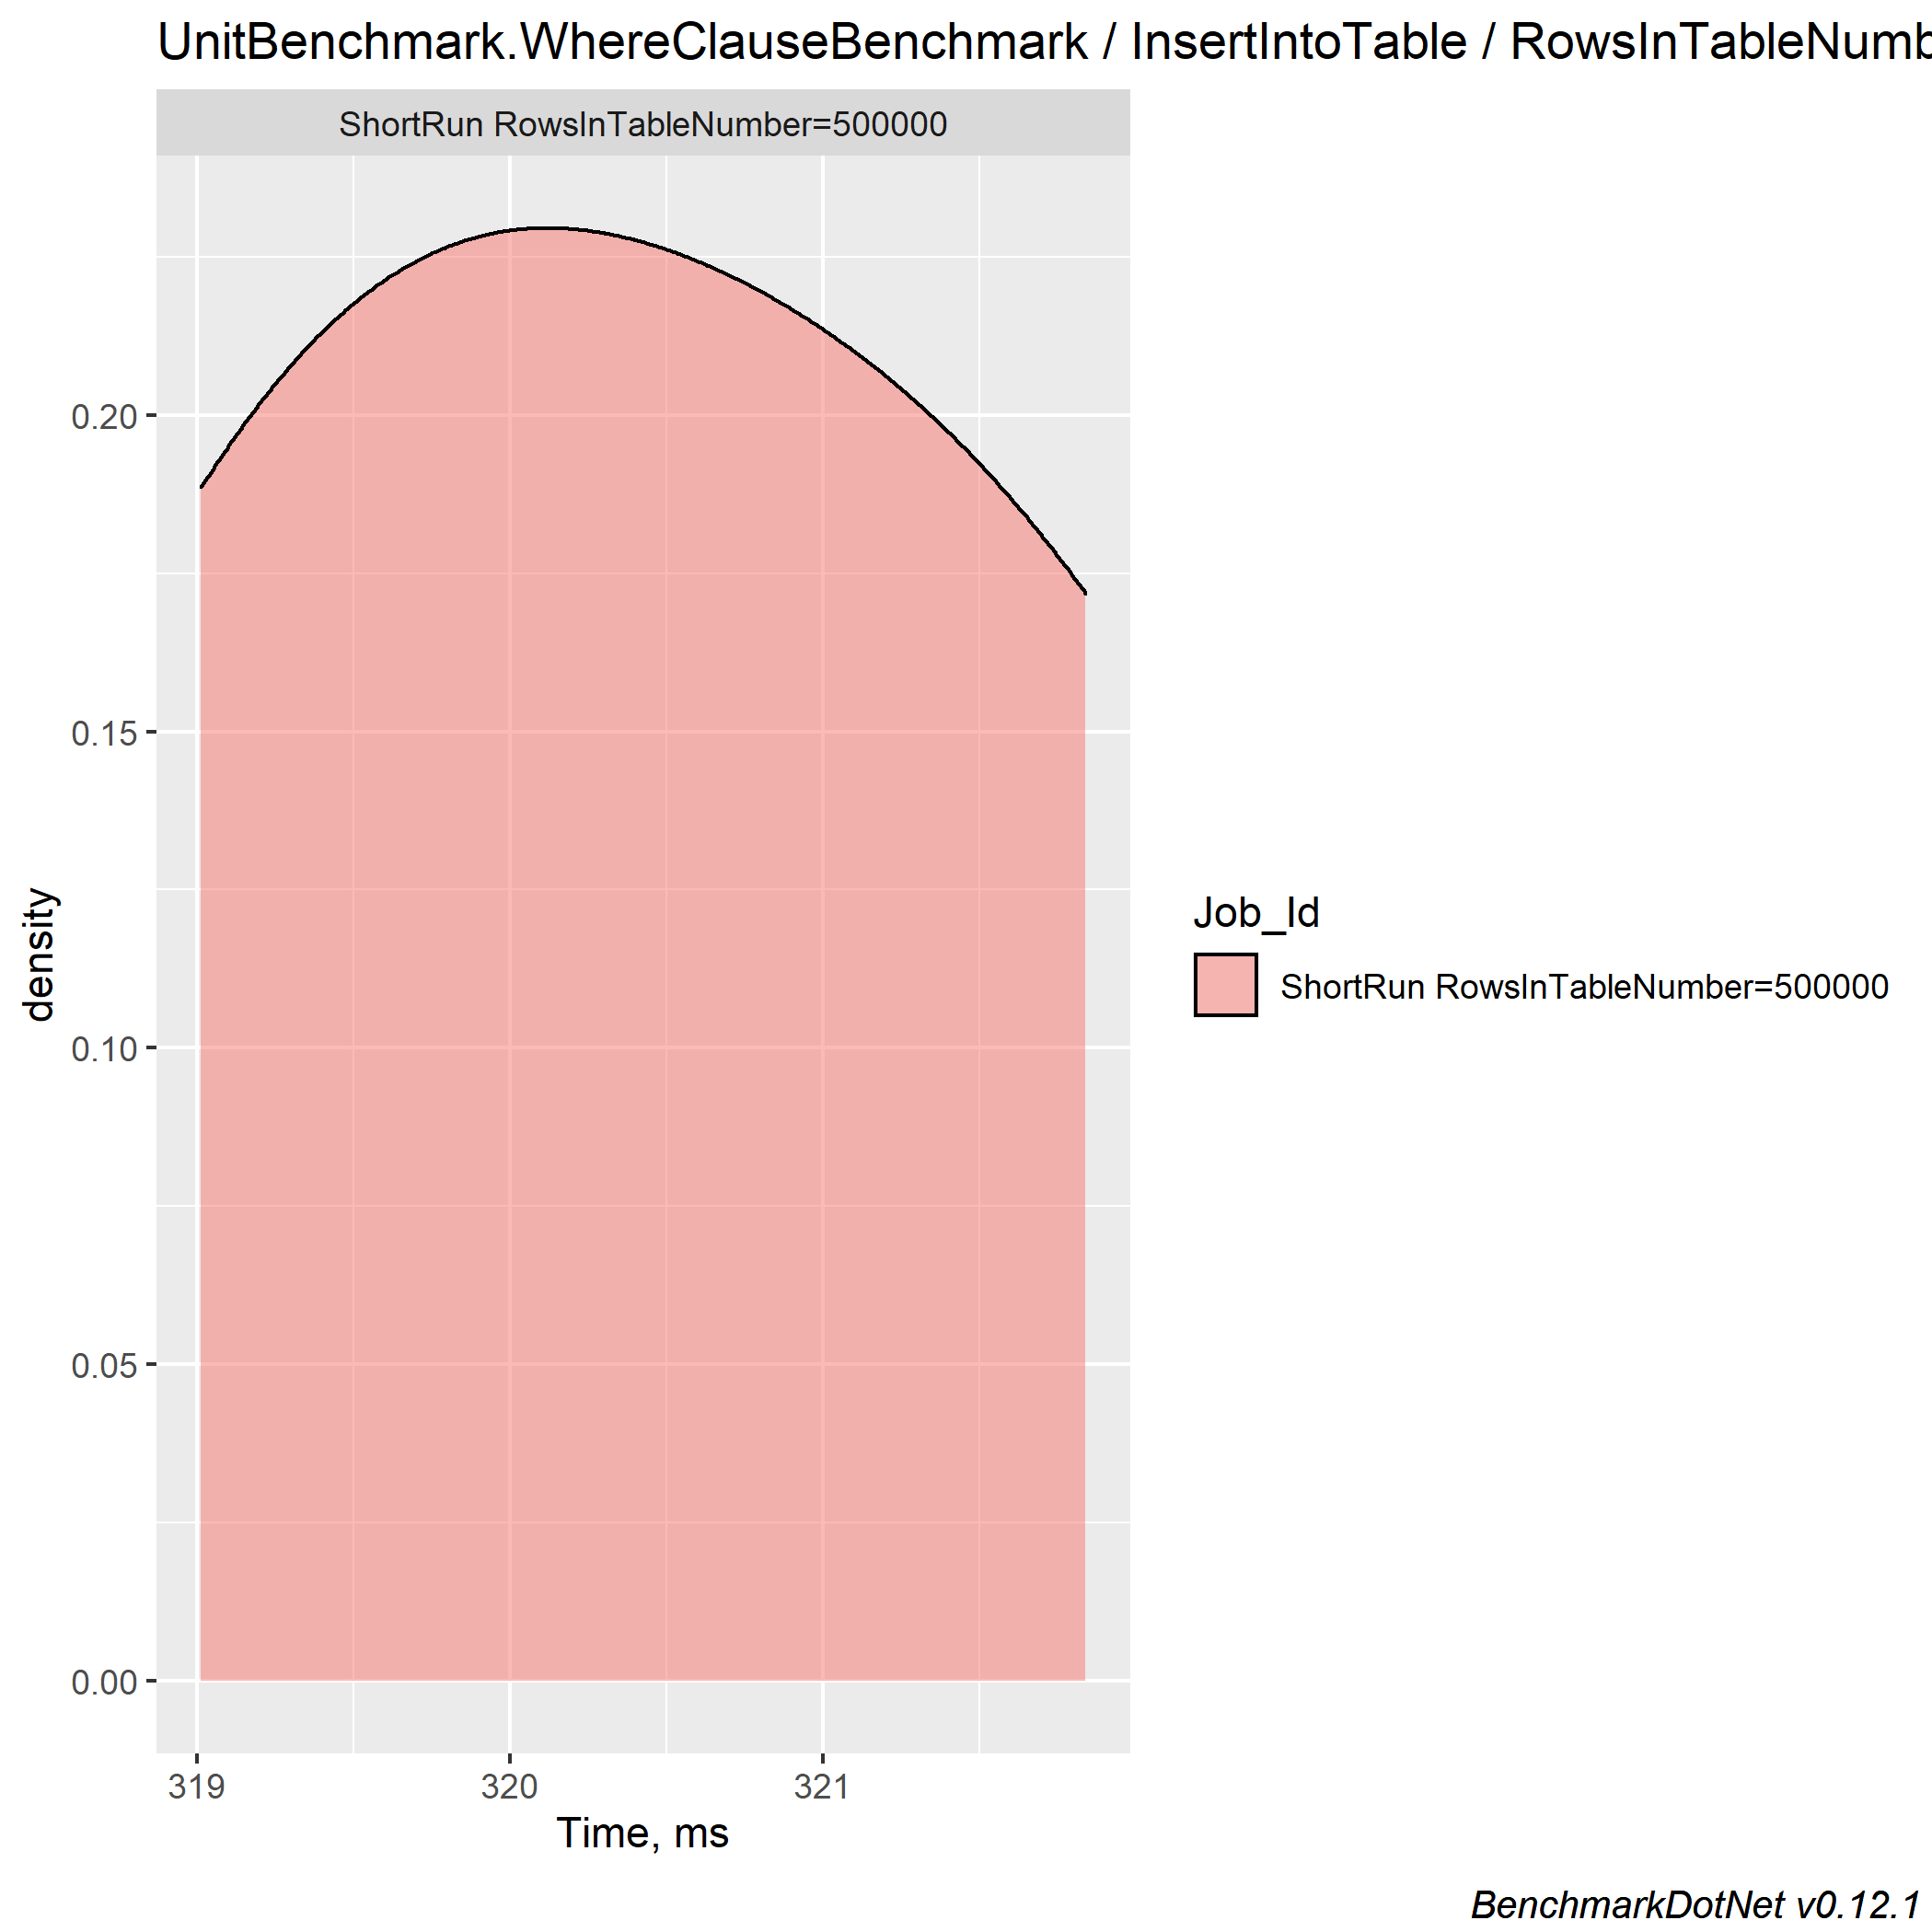 UnitBenchmark.WhereClauseBenchmark / InsertIntoTable / RowsInTableNumb
ShortRun RowsInTableNumber=500000
0.20
0.15
0.10
0.05
0.00
density
319 320 321
Time, ms
Job_Id
ShortRun RowsInTableNumber=500000
BenchmarkDotNet v0.12.1